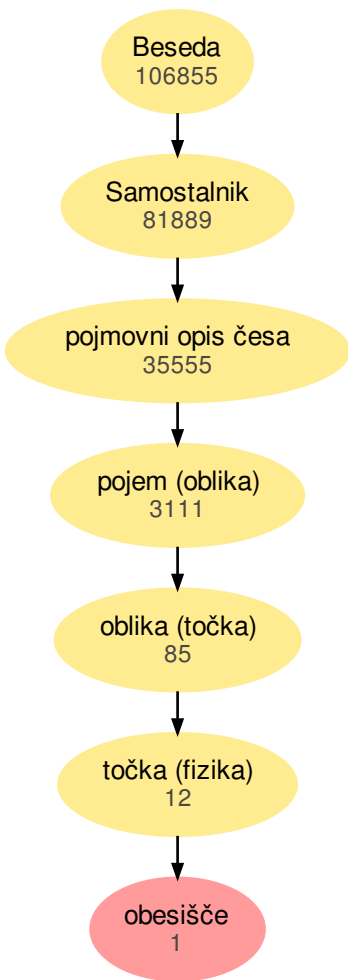 Beseda
106855
Samostalnik
81889
pojmovni opis česa
35555
pojem (oblika)
3111
oblika (točka)
85
točka (fizika)
12
obesišče
1